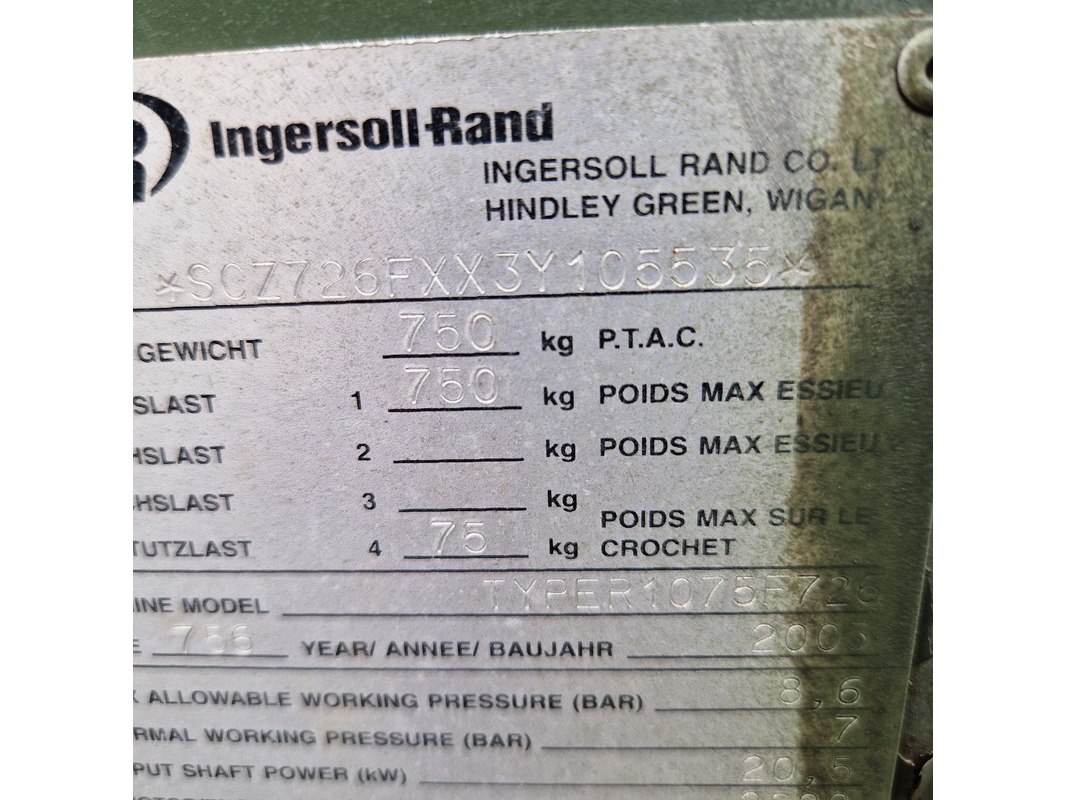 Ingersoll-Rand
INGERSOLL RAND CO. LT
HINDLEY GREEN, WIGAN
*SCZ726FXX3Y105535*
GEWICHT 750 kg P.T.A.C.
SLAST 1 750 kg POIDS MAX ESSIEU
HSLAST 2 kg POIDS MAX ESSIEU
CHSLAST 3 kg POIDS MAX SUR LE
TUTZLAST 4 75 kg CROCHET
INE MODEL TYPER1075F726
E 756 YEAR/ ANNEE/ BAUJAHR
X ALLOWABLE WORKING PRESSURE (BAR) 8,6
RMAL WORKING PRESSURE (BAR) 7
PUT SHAFT POWER (kW) 20,5